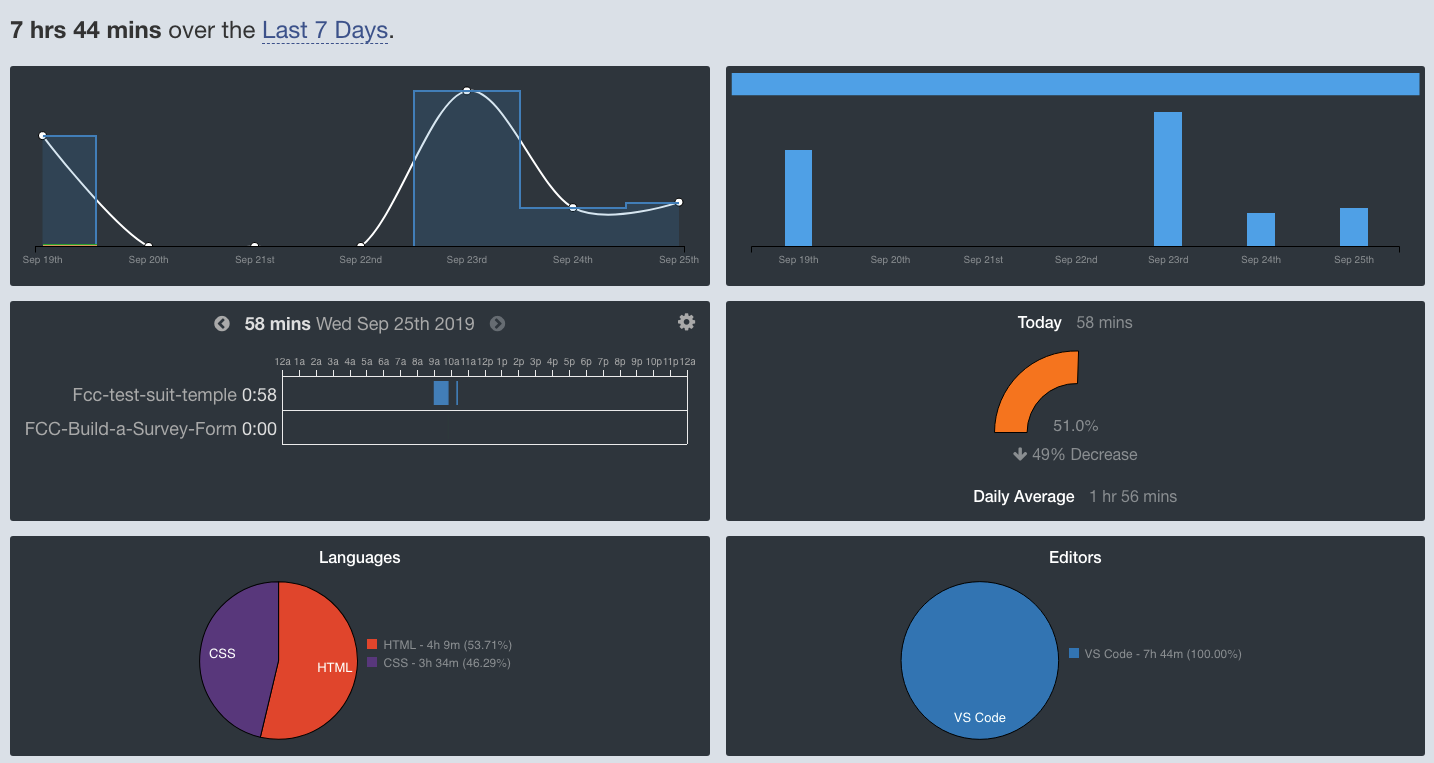 7 hrs 44 mins over the Last 7 Days.
Sep 19th Sep 20th Sep 21st Sep 22nd Sep 23rd Sep 24th Sep 25th
Sep 19th Sep 20th Sep 21st Sep 22nd Sep 23rd Sep 24th Sep 25th
58 mins Wed Sep 25th 2019
12a 1a 2a 3a 4a 5a 6a 7a 8a 9a 10a 11a 12p 1p 2p 3p 4p 5p 6p 7p 8p 9p 10p 11p 12a
Fcc-test-suit-temple 0:58
FCC-Build-a-Survey-Form 0:00
Today 58 mins
51.0%
49% Decrease
Daily Average 1 hr 56 mins
Languages
CSS
HTML
HTML - 4h 9m (53.71%)
CSS - 3h 34m (46.29%)
Editors
VS Code - 7h 44m (100.00%)
VS Code